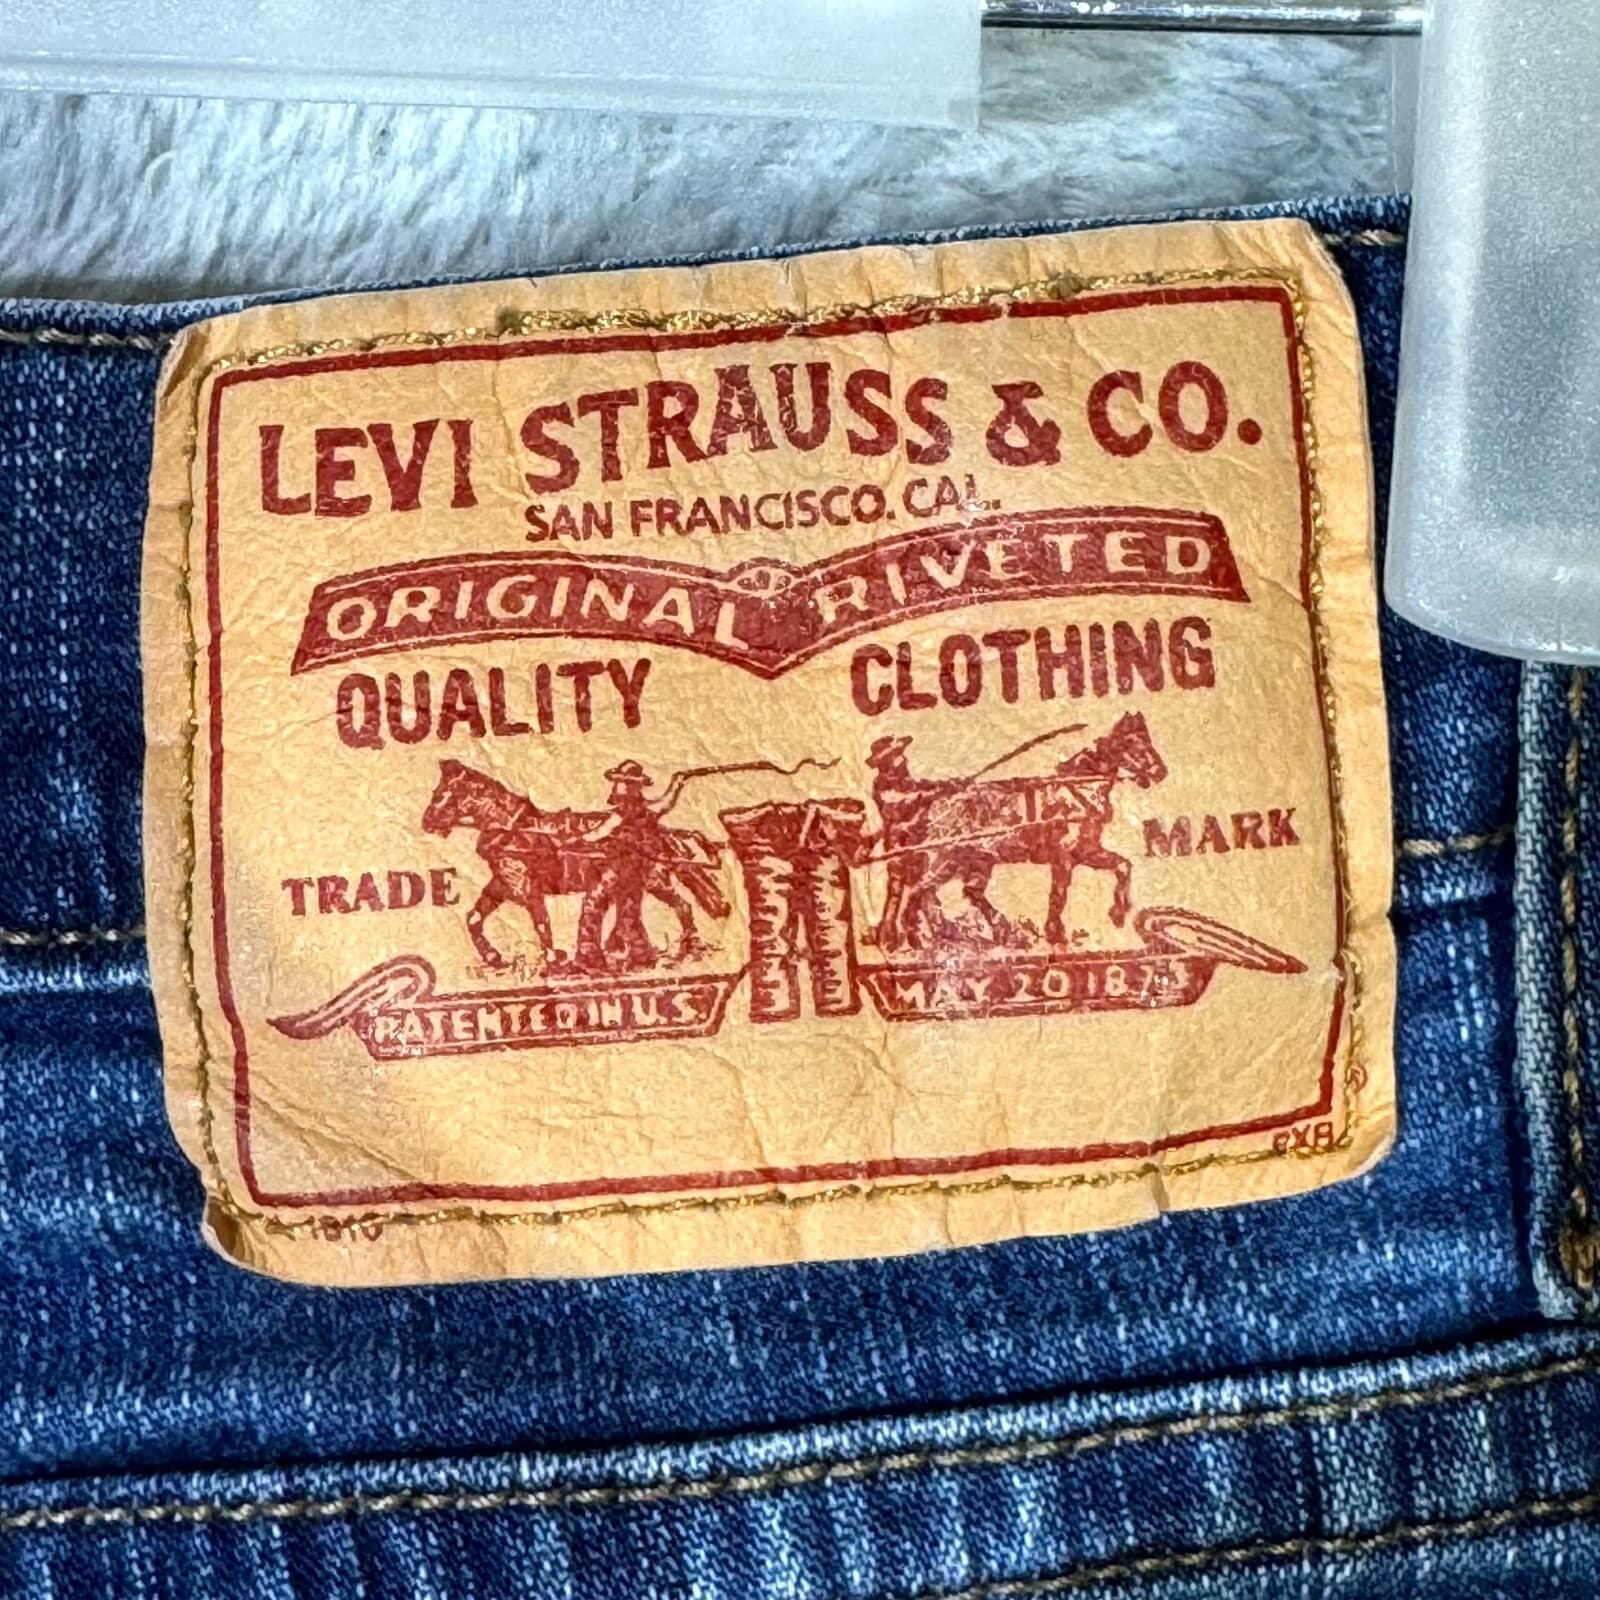 LEVI STRAUSS & CO.
SAN FRANCISCO. CAL.
ORIGINAL RIVETED
QUALITY CLOTHING
TRADE MARK
PATENTED IN U.S. MAY 20 1873
®